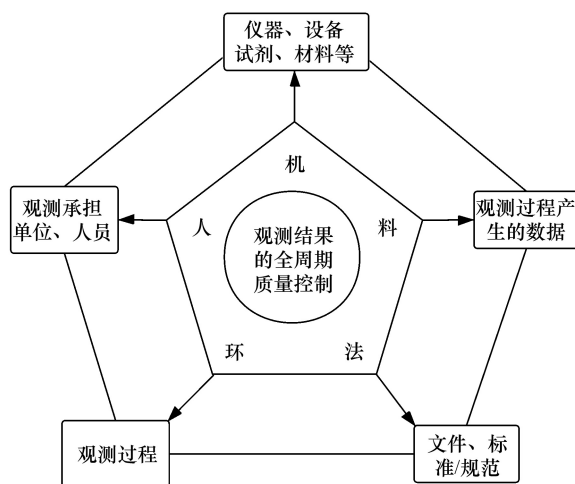 仪器、设备
试剂、材料等
机
观测承担
单位、人员
人
料
观测过程产
生的数据
观测结果
的全周期
质量控制
环
法
观测过程
文件、标
准/规范